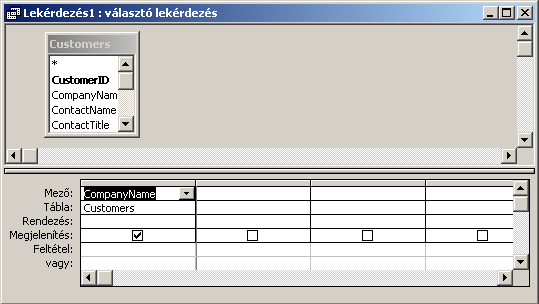 Lekérdezés1 : választó lekérdezés
Customers
*
CustomerID
CompanyNam
ContactName
ContactTitle
Mező: CompanyName
Tábla: Customers
Rendezés:
Megjelenítés:
Feltétel:
vagy: